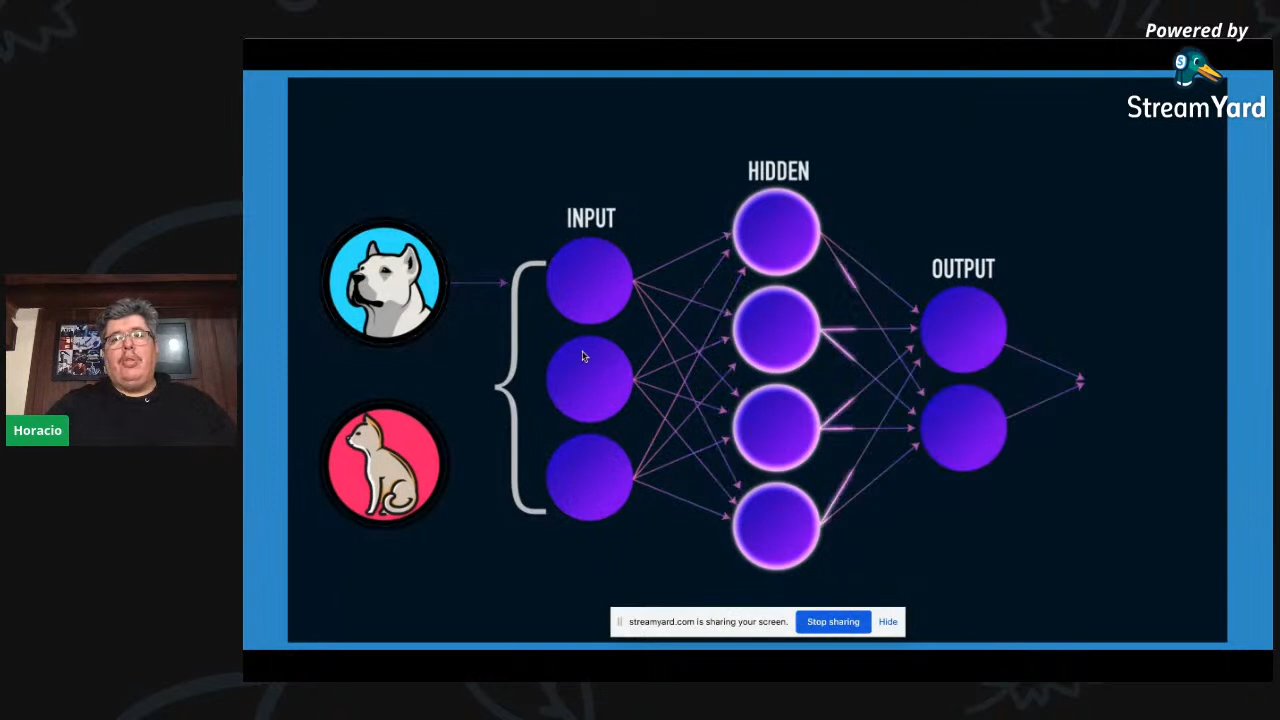 Powered by
StreamYard
HIDDEN
INPUT
OUTPUT
Horacio
streamyard.com is sharing your screen.
Stop sharing
Hide